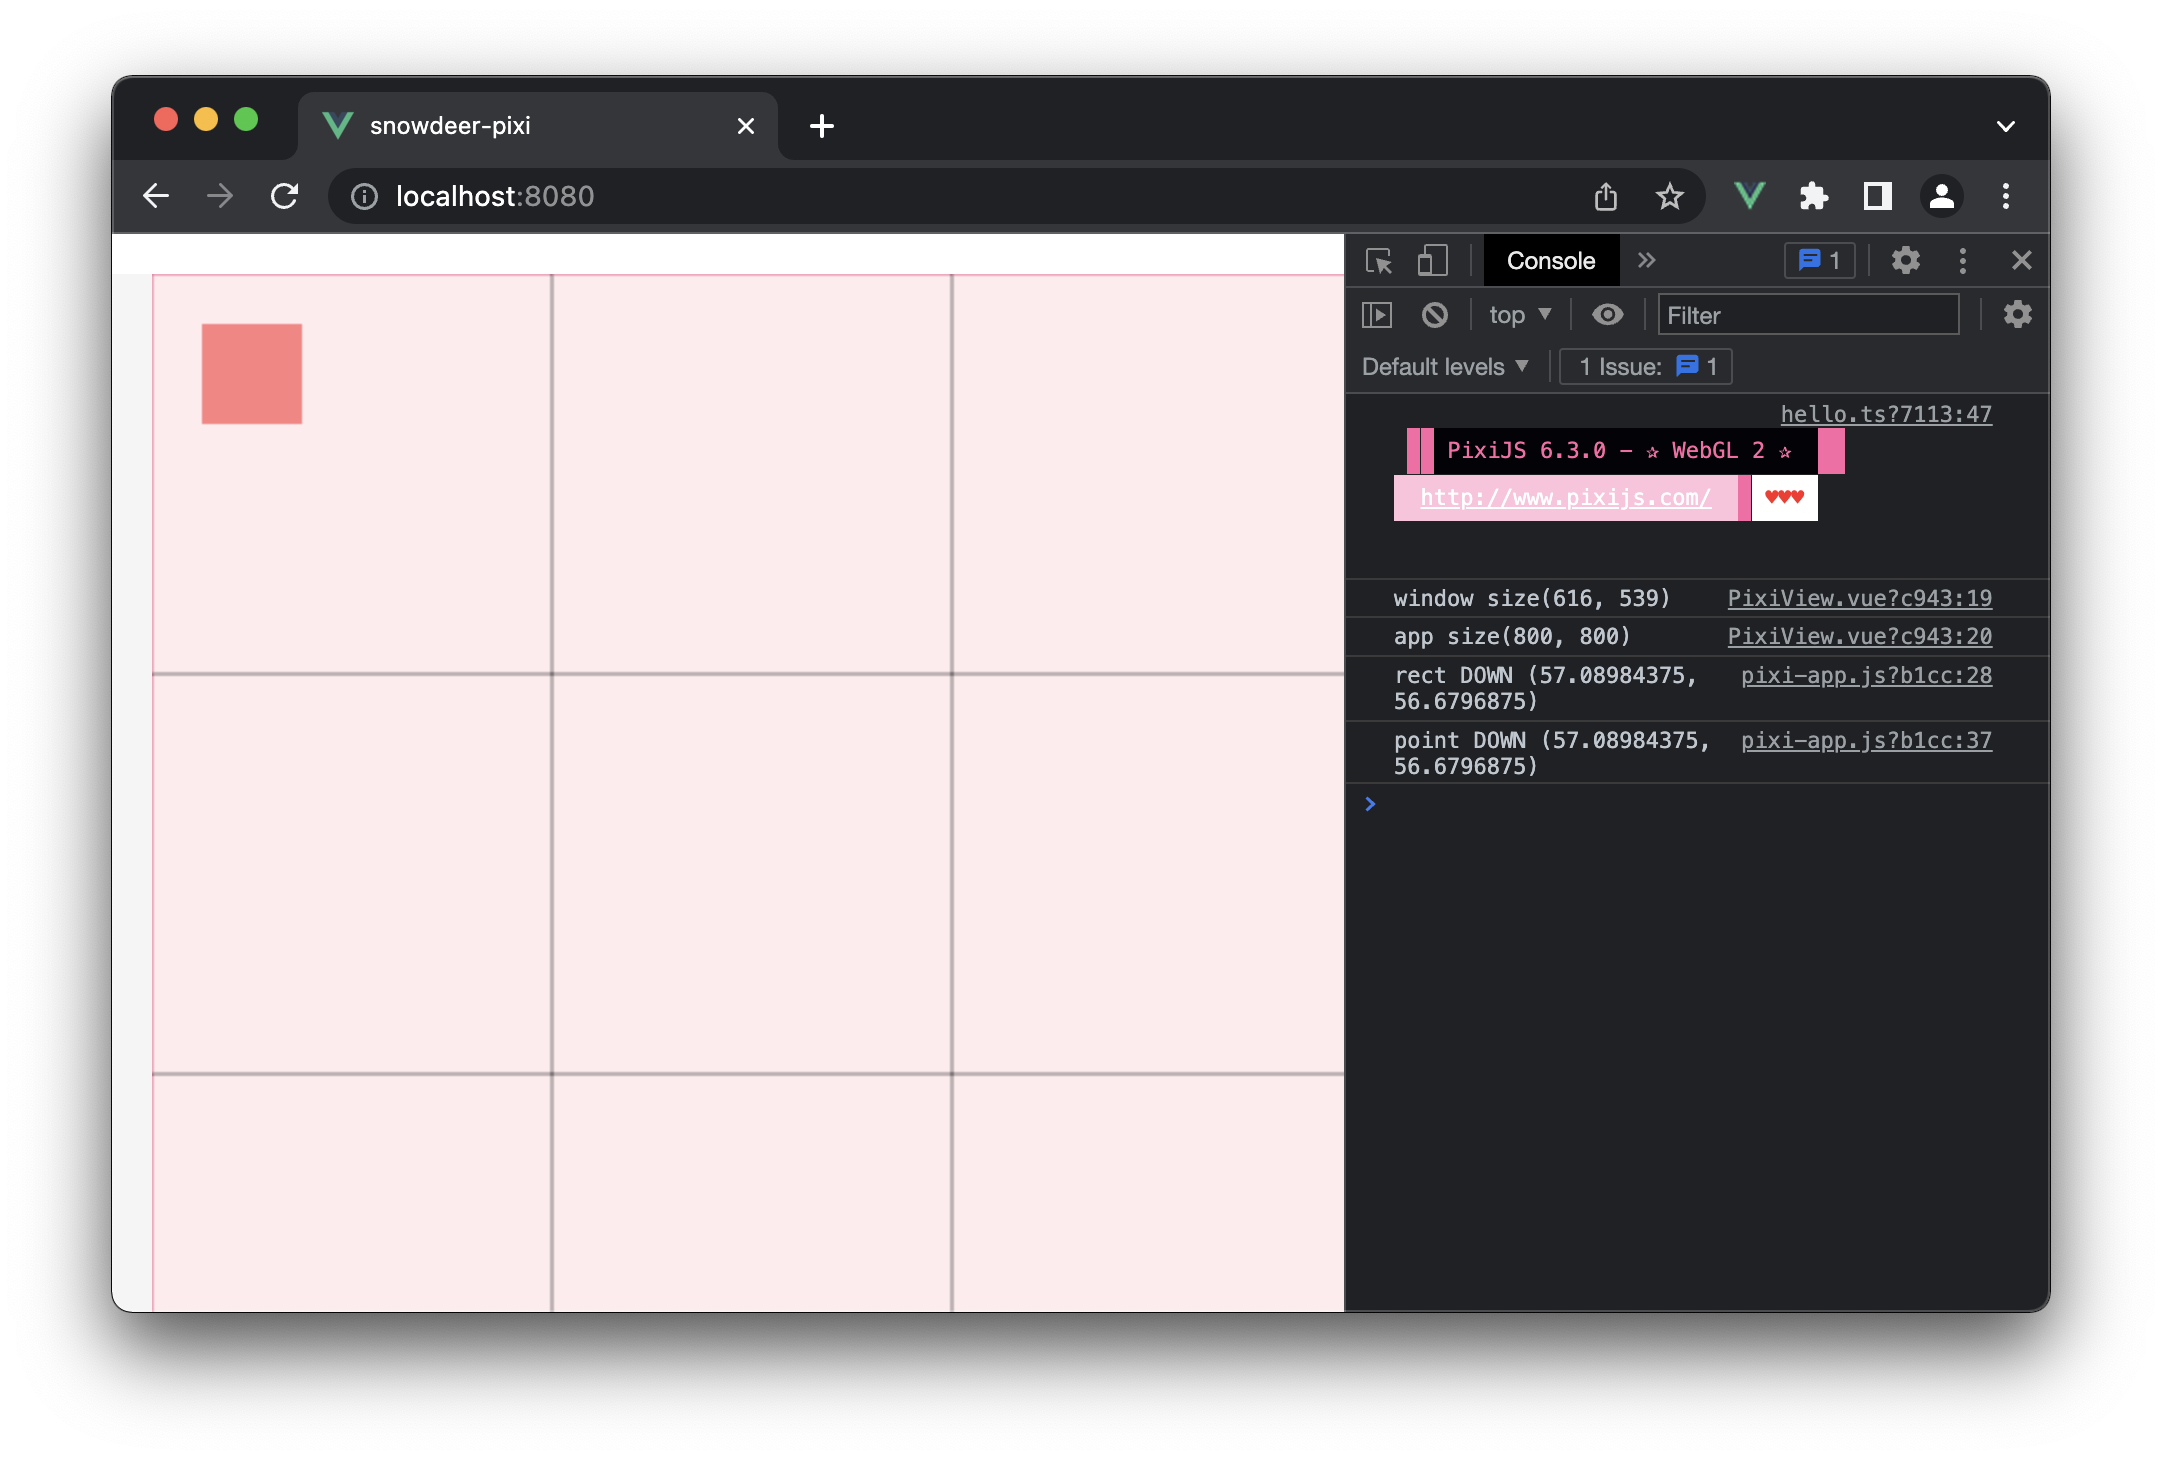 snowdeer-pixi
localhost:8080
Console
1
top
Filter
Default levels
1 Issue: 1
hello.ts?7113:47
PixiJS 6.3.0 - ✰ WebGL 2 ✰
http://www.pixijs.com/ ♥♥♥
window size(616, 539) PixiView.vue?c943:19
app size(800, 800) PixiView.vue?c943:20
rect DOWN (57.08984375, pixi-app.js?b1cc:28
56.6796875)
point DOWN (57.08984375, pixi-app.js?b1cc:37
56.6796875)